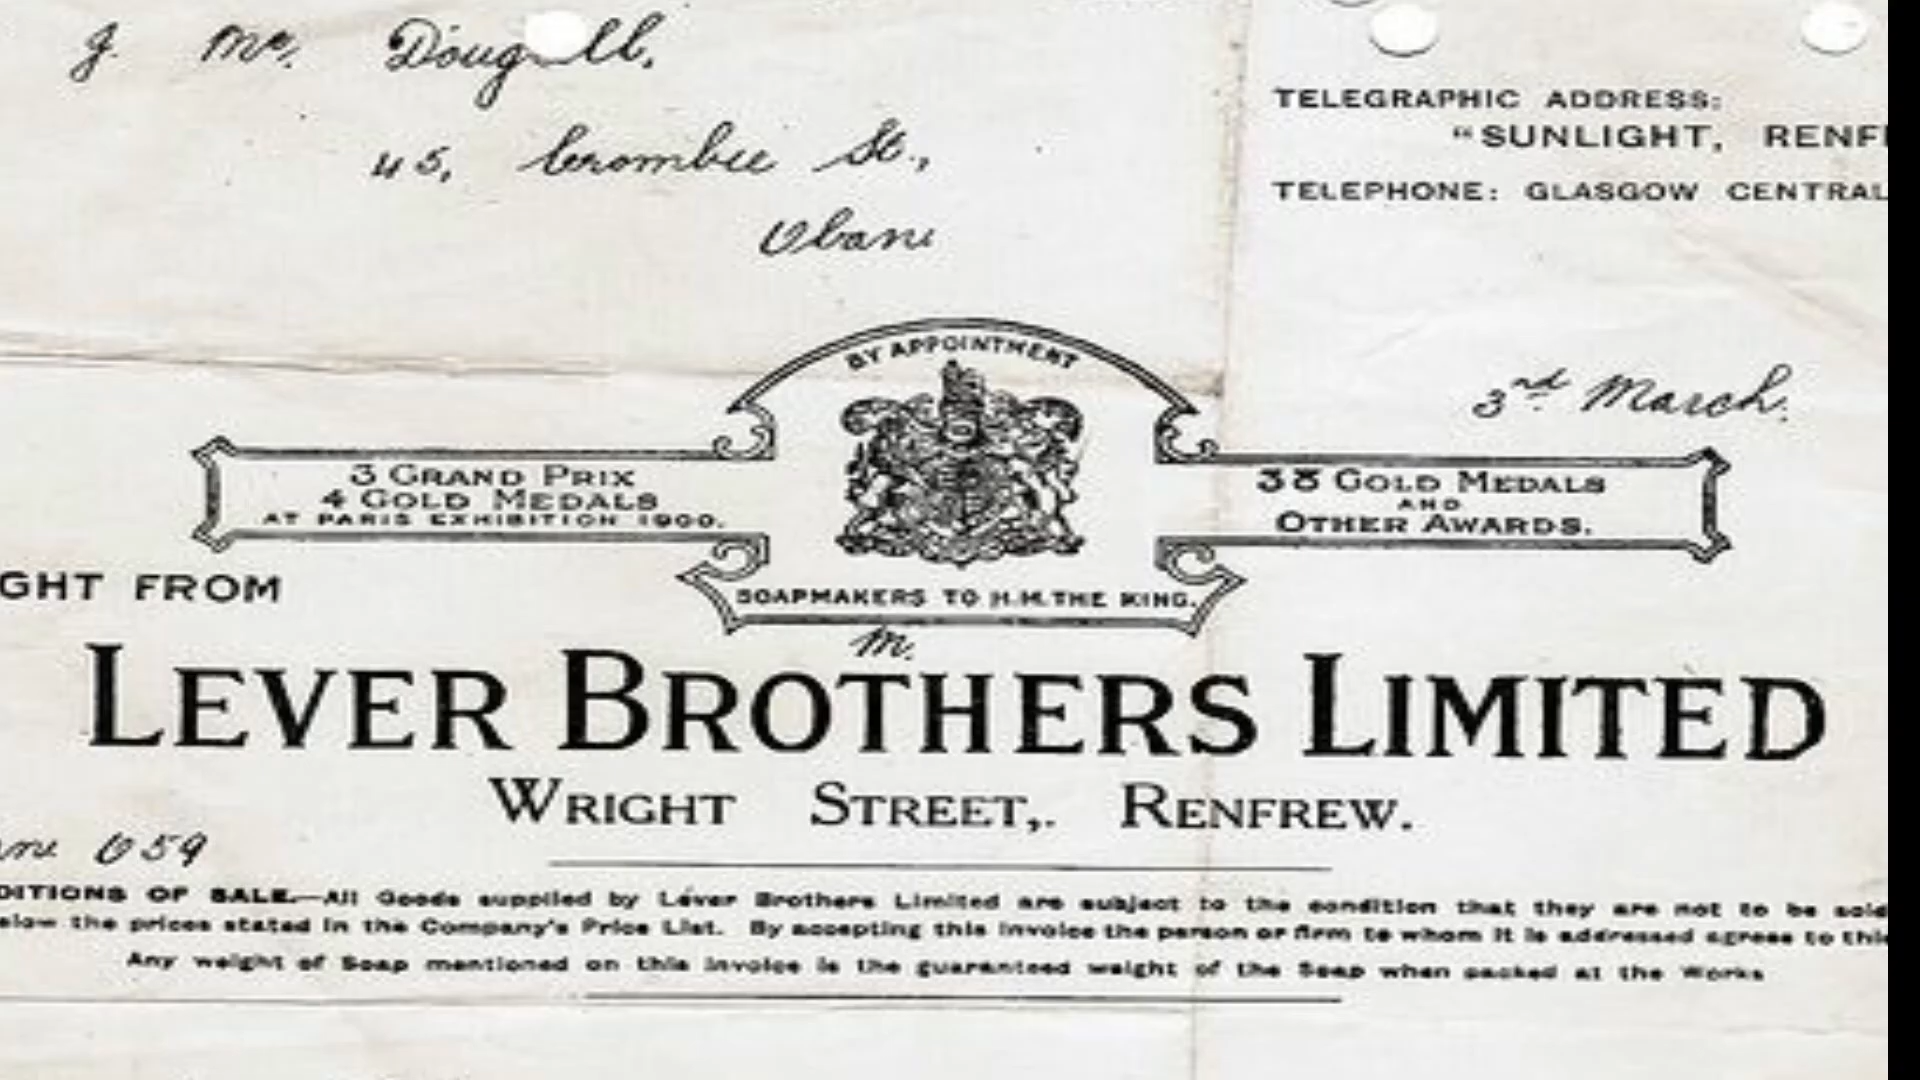 J. Mc. Doug ll,
45, Crombie St.,
Oban
TELEGRAPHIC ADDRESS:
"SUNLIGHT, RENF
TELEPHONE: GLASGOW CENTRAL
3rd March.
BY APPOINTMENT
3 GRAND PRIX
4 GOLD MEDALS
AT PARIS EXHIBITION 1900.
38 GOLD MEDALS
AND
OTHER AWARDS.
SOAPMAKERS TO H.M. THE KING.
GHT FROM
M.
LEVER BROTHERS LIMITED
WRIGHT STREET,. RENFREW.
059
DITIONS OF SALE.—All Goods supplied by Lever Brothers Limited are subject to the condition that they are not to be sold
elow the prices stated in the Company's Price List. By accepting this Invoice the person or firm to whom it is addressed agrees to this
Any weight of Soap mentioned on this Invoice is the guaranteed weight of the Soap when packed at the Works